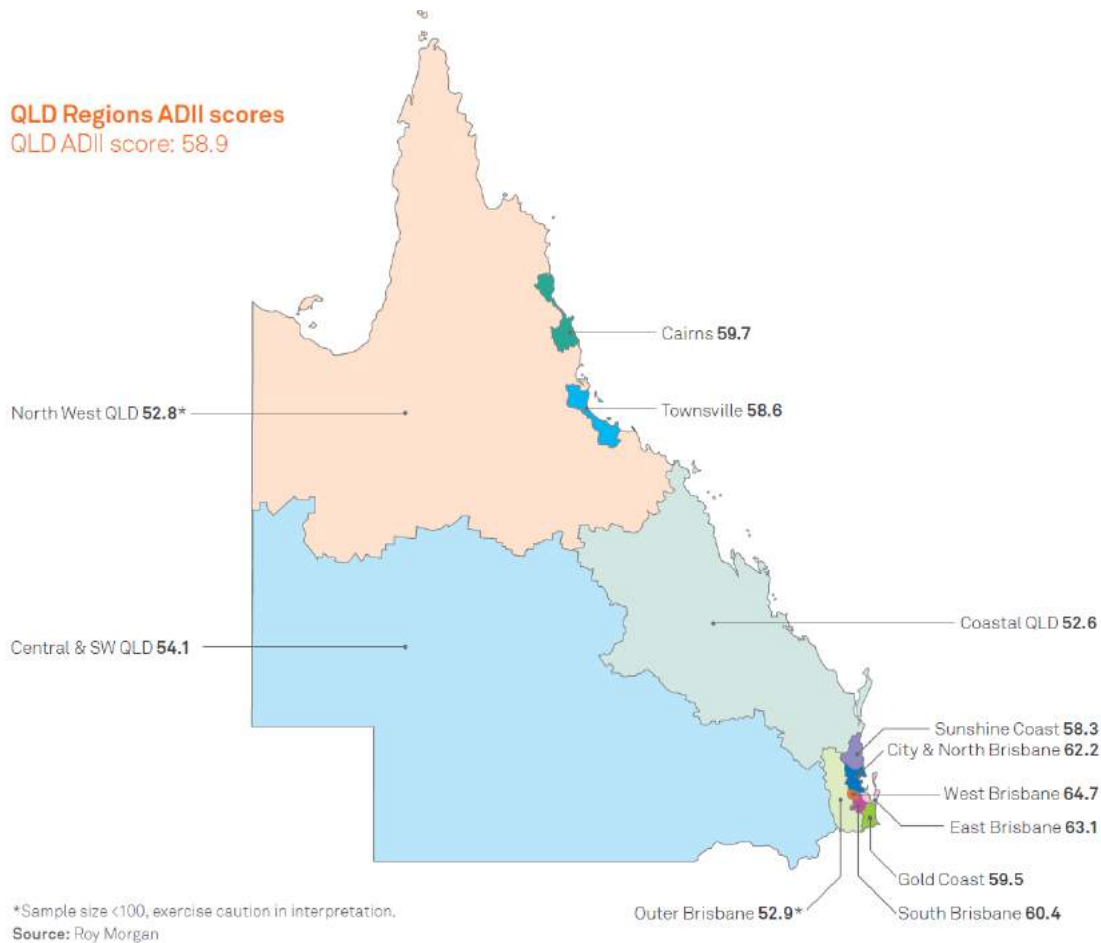 QLD Regions ADII scores
QLD ADII score: 58.9
Cairns 59.7
North West QLD 52.8*
Townsville 58.6
Coastal QLD 52.6
Central & SW QLD 54.1
Sunshine Coast 58.3
City & North Brisbane 62.2
West Brisbane 64.7
East Brisbane 63.1
Gold Coast 59.5
Outer Brisbane 52.9*
South Brisbane 60.4
*Sample size <100, exercise caution in interpretation.
Source: Roy Morgan